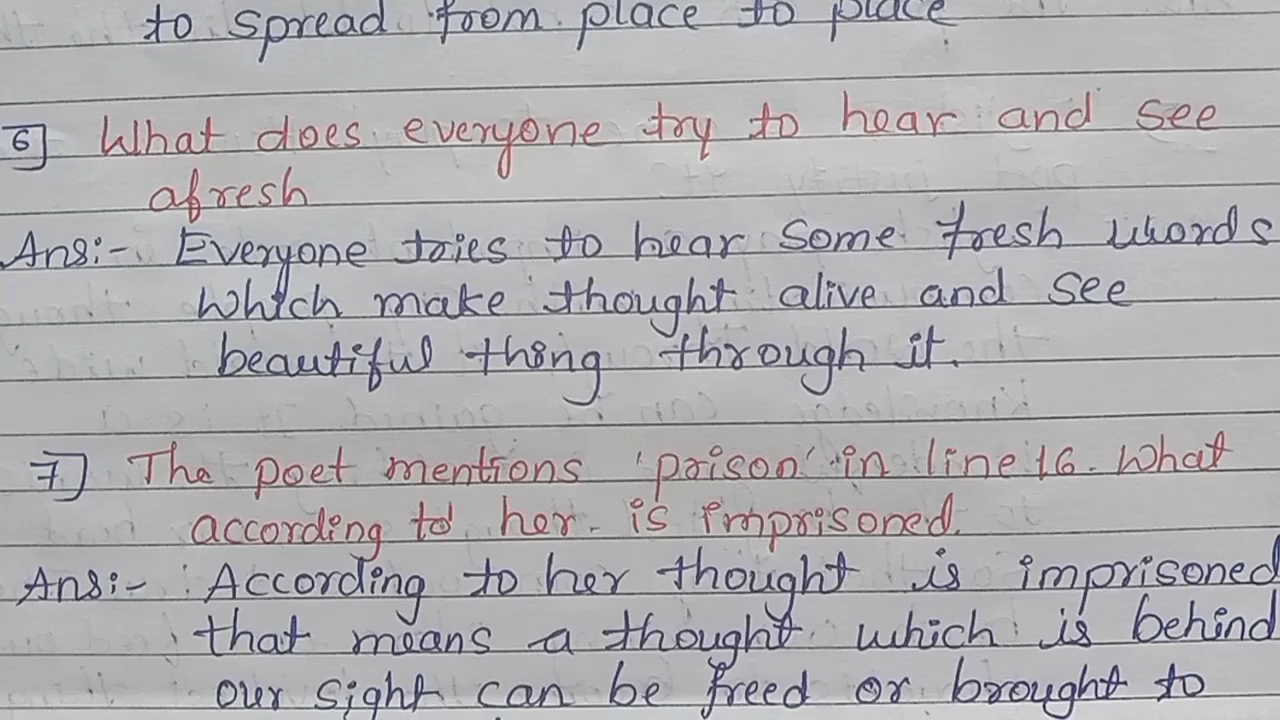 to spread from place to place
6] What does everyone try to hear and see
afresh
Ans:- Everyone tries to hear some fresh words
which make thought alive and see
beautiful thing through it.
7] The poet mentions 'prison' in line 16. What
according to her. is imprisoned.
Ans:- According to her thought is imprisoned
that means a thought which is behind
our sight can be freed or brought to